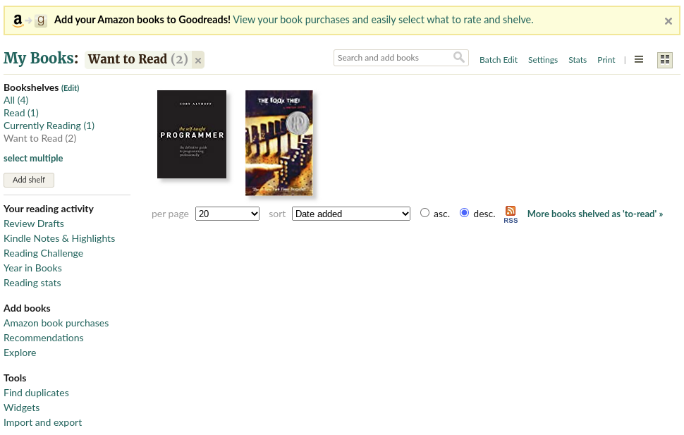 a g Add your Amazon books to Goodreads! View your book purchases and easily select what to rate and shelve. ×
My Books: Want to Read (2) ×
Search and add books
Batch Edit Settings Stats Print |
Bookshelves (Edit)
All (4)
Read (1)
Currently Reading (1)
Want to Read (2)
select multiple
Add shelf
Your reading activity
Review Drafts
Kindle Notes & Highlights
Reading Challenge
Year in Books
Reading stats
Add books
Amazon book purchases
Recommendations
Explore
Tools
Find duplicates
Widgets
Import and export
the self-taught
PROGRAMMER
THE BOOK THIEF
per page 20 sort Date added asc. desc. RSS More books shelved as 'to-read' »